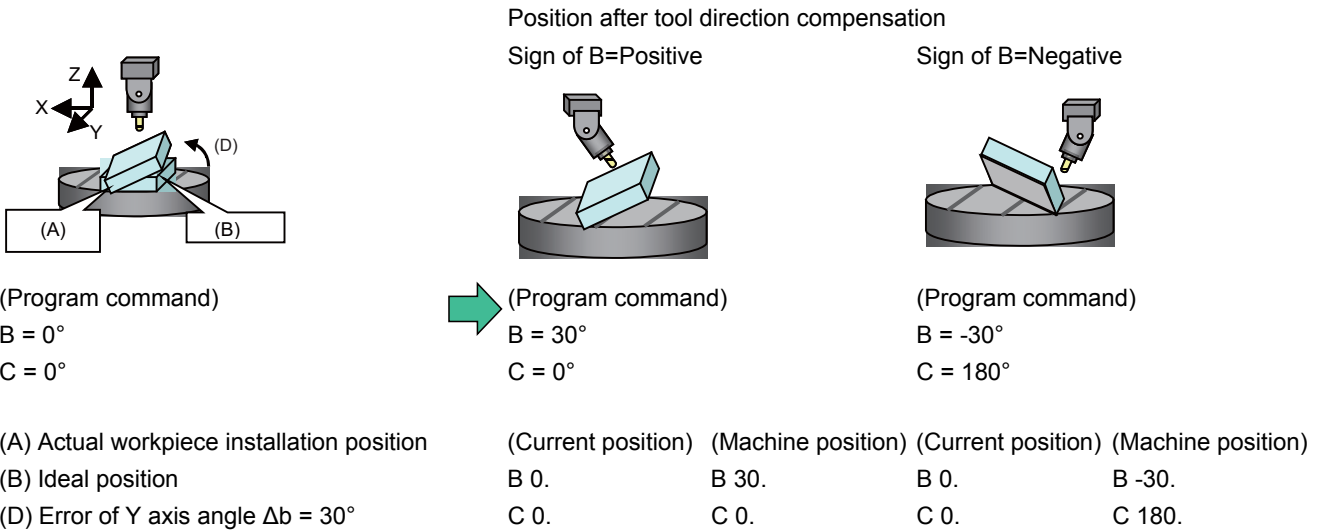 Position after tool direction compensation
Sign of B=Positive
Sign of B=Negative
Z
X
Y
(D)
(A)
(B)
(Program command)
B = 0°
C = 0°
(Program command)
B = 30°
C = 0°
(Program command)
B = -30°
C = 180°
(A) Actual workpiece installation position
(B) Ideal position
(D) Error of Y axis angle Δb = 30°
(Current position) (Machine position) (Current position) (Machine position)
B 0. B 30. B 0. B -30.
C 0. C 0. C 0. C 180.